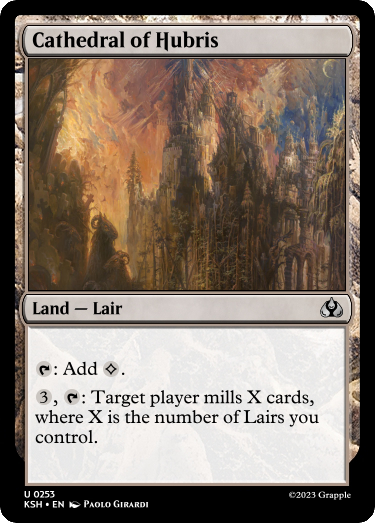 Cathedral of Hubris
Land — Lair
: Add .
3, : Target player mills X cards,
where X is the number of Lairs you
control.
U 0253
KSH • EN Paolo Girardi
©2023 Grapple